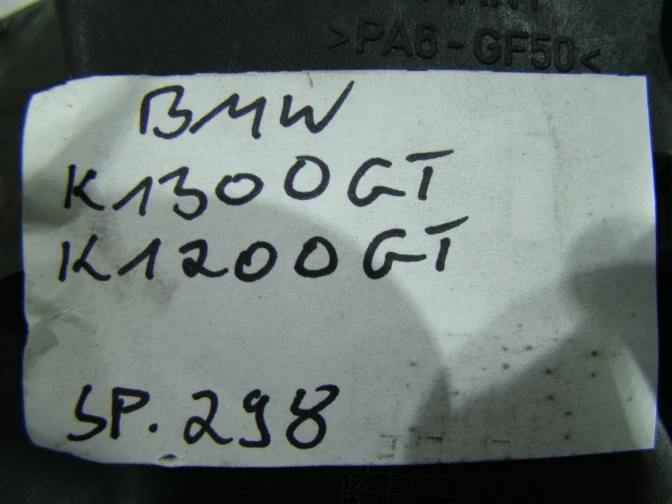 >PA6-GF50<
BMW
K1300GT
K1200GT
SP.298